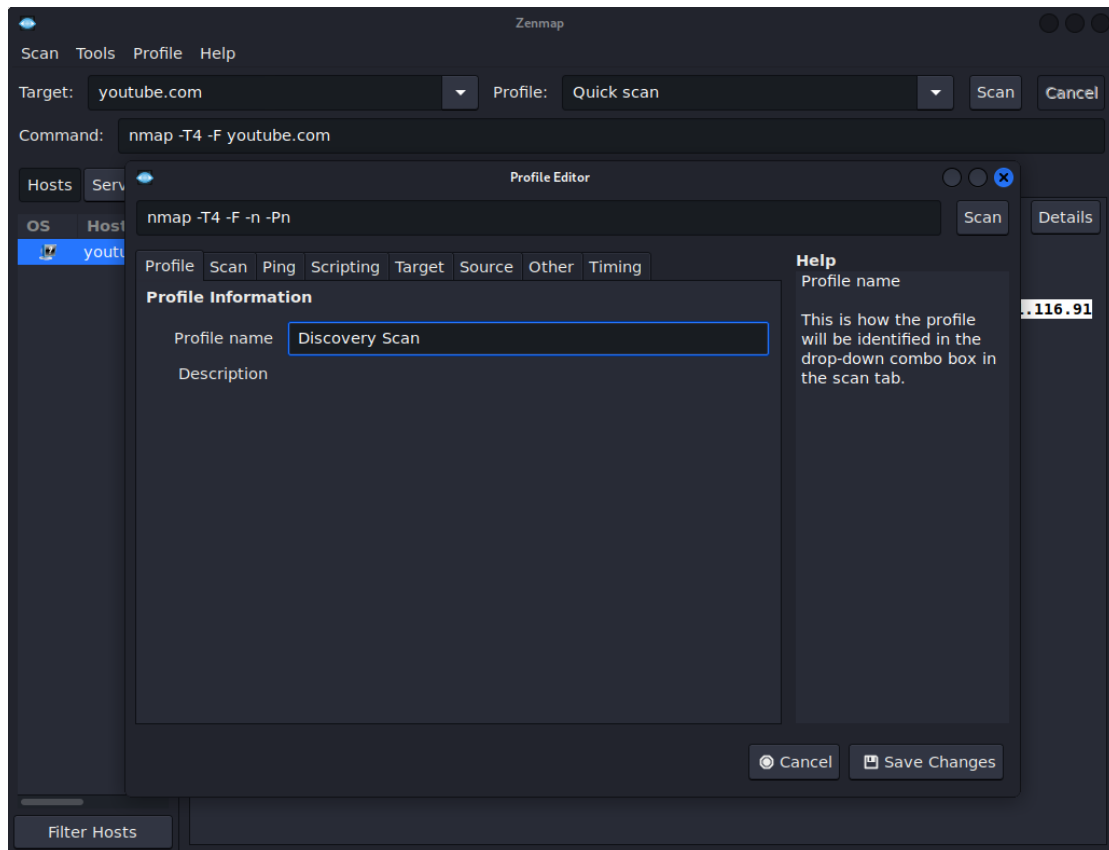 Zenmap
Scan Tools Profile Help
Target: youtube.com Profile: Quick scan Scan Cancel
Command: nmap -T4 -F youtube.com
Hosts Serv
Profile Editor
nmap -T4 -F -n -Pn Scan
Details
OS Host
youtu
Profile Scan Ping Scripting Target Source Other Timing
Profile Information
Profile name Discovery Scan
Description
Help
Profile name
This is how the profile
will be identified in the
drop-down combo box in
the scan tab.
.116.91
Cancel Save Changes
Filter Hosts